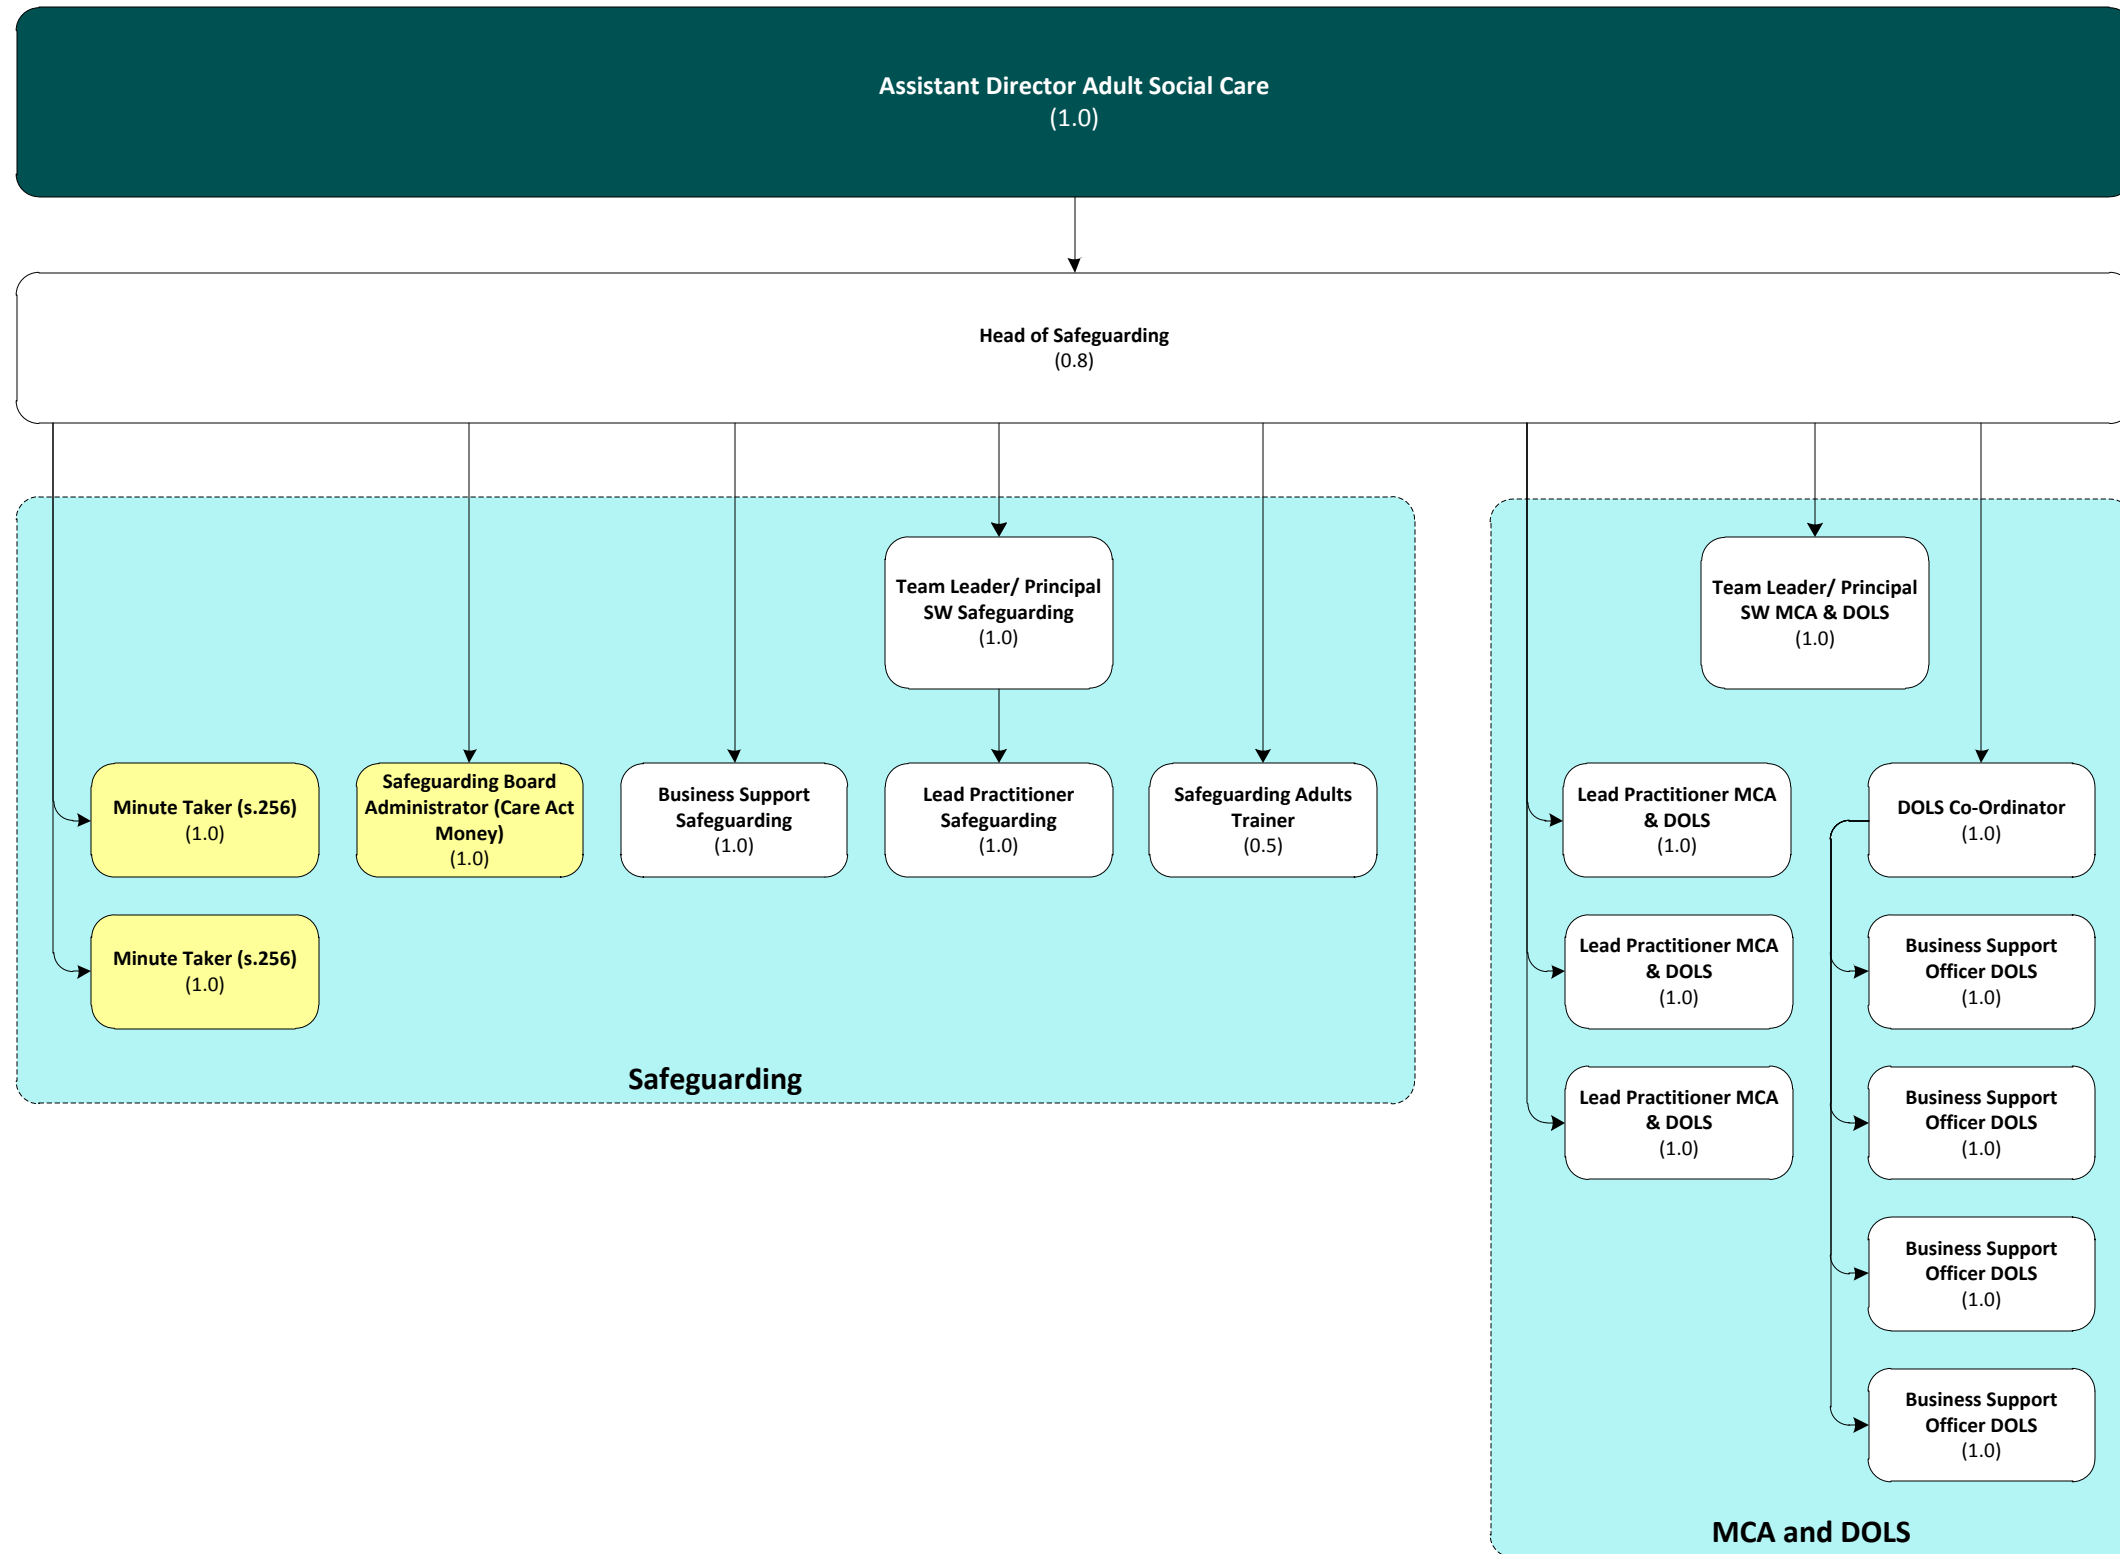 Assistant Director Adult Social Care
(1.0)
Head of Safeguarding
(0.8)
Team Leader/ Principal
SW Safeguarding
(1.0)
Minute Taker (s.256)
(1.0)
Safeguarding Board
Administrator (Care Act
Money)
(1.0)
Business Support
Safeguarding
(1.0)
Lead Practitioner
Safeguarding
(1.0)
Safeguarding Adults
Trainer
(0.5)
Minute Taker (s.256)
(1.0)
Safeguarding
Team Leader/ Principal
SW MCA & DOLS
(1.0)
Lead Practitioner MCA
& DOLS
(1.0)
DOLS Co-Ordinator
(1.0)
Lead Practitioner MCA
& DOLS
(1.0)
Business Support
Officer DOLS
(1.0)
Lead Practitioner MCA
& DOLS
(1.0)
Business Support
Officer DOLS
(1.0)
Business Support
Officer DOLS
(1.0)
Business Support
Officer DOLS
(1.0)
MCA and DOLS